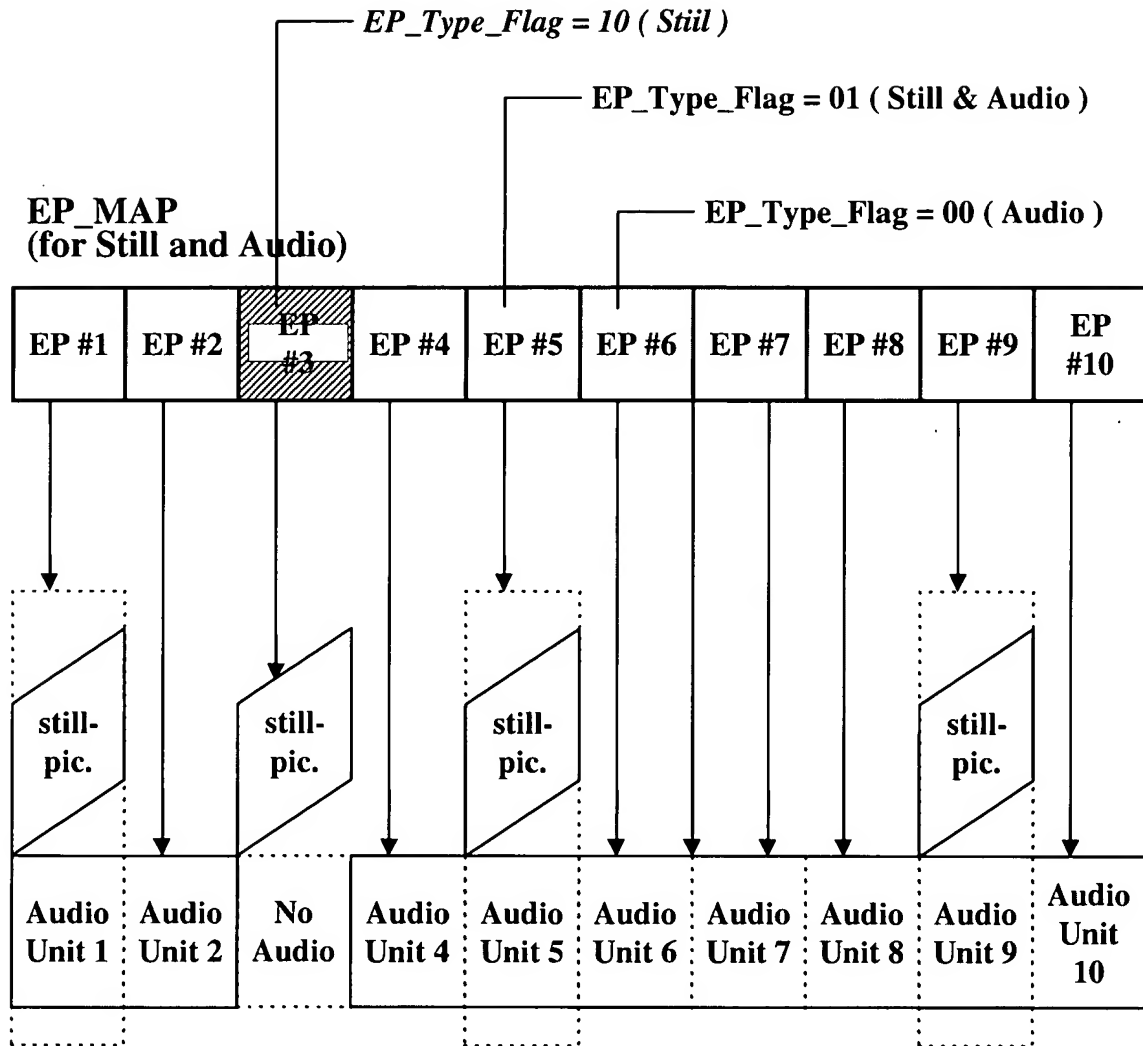 EP_Type_Flag = 10 ( Stiil )
EP_Type_Flag = 01 ( Still & Audio )
EP_Type_Flag = 00 ( Audio )
EP_MAP
(for Still and Audio)
EP #1
EP #2
EP
#3
EP #4
EP #5
EP #6
EP #7
EP #8
EP #9
EP
#10
still-
pic.
still-
pic.
still-
pic.
still-
pic.
Audio
Unit 1
Audio
Unit 2
No
Audio
Audio
Unit 4
Audio
Unit 5
Audio
Unit 6
Audio
Unit 7
Audio
Unit 8
Audio
Unit 9
Audio
Unit
10